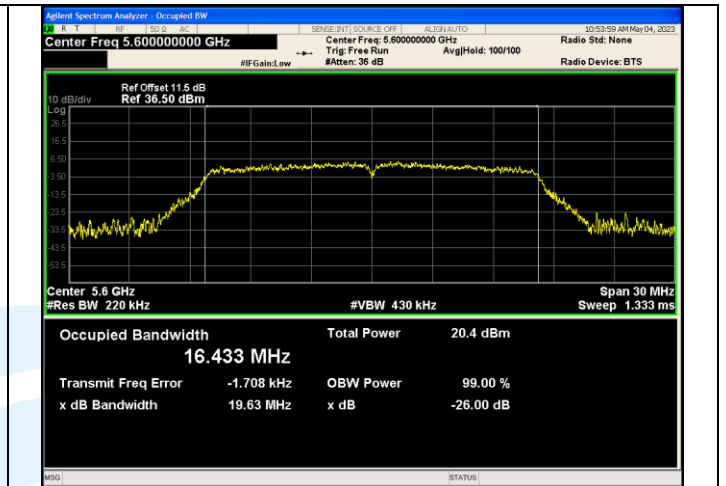 Agilent Spectrum Analyzer - Occupied BW
R T RF 50 Ω AC SENSE:INT SOURCE OFF ALIGNAUTO 10:53:59 AM May 04, 2023
Center Freq 5.600000000 GHz Center Freq: 5.600000000 GHz Radio Std: None
Trig: Free Run Avg|Hold: 100/100
#IFGain:Low #Atten: 36 dB Radio Device: BTS
Ref Offset 11.5 dB
10 dB/div Ref 36.50 dBm
Log
26.5
16.5
6.50
-3.50
-13.5
-23.5
-33.5
-43.5
-53.5
Center 5.6 GHz Span 30 MHz
#Res BW 220 kHz #VBW 430 kHz Sweep 1.333 ms
Occupied Bandwidth Total Power 20.4 dBm
16.433 MHz
Transmit Freq Error -1.708 kHz OBW Power 99.00 %
x dB Bandwidth 19.63 MHz x dB -26.00 dB
MSG STATUS